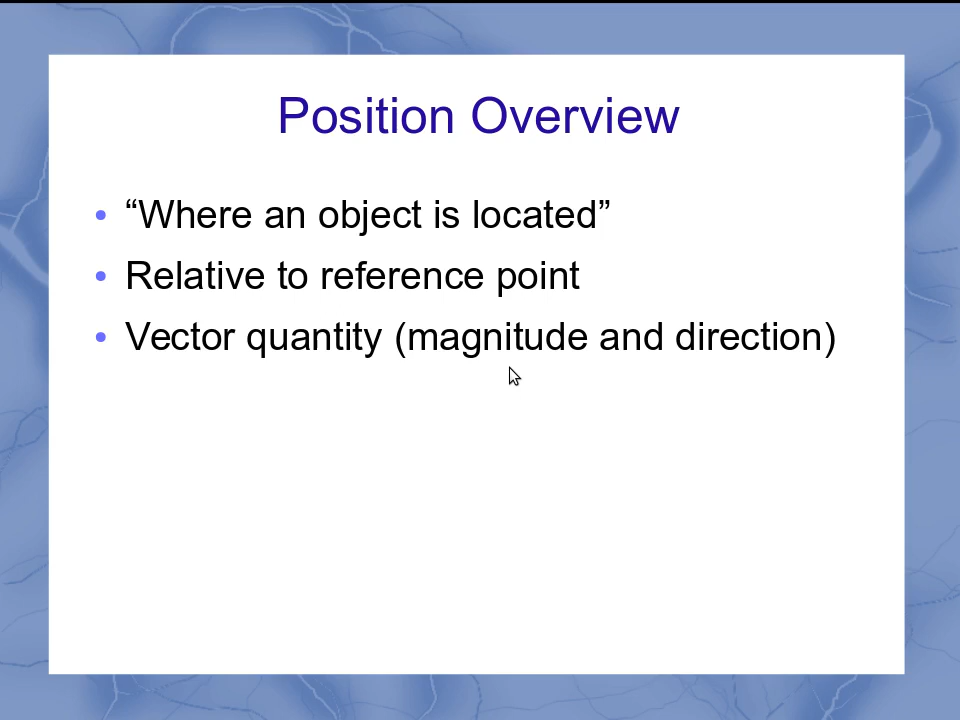 Position Overview
• “Where an object is located”
• Relative to reference point
• Vector quantity (magnitude and direction)